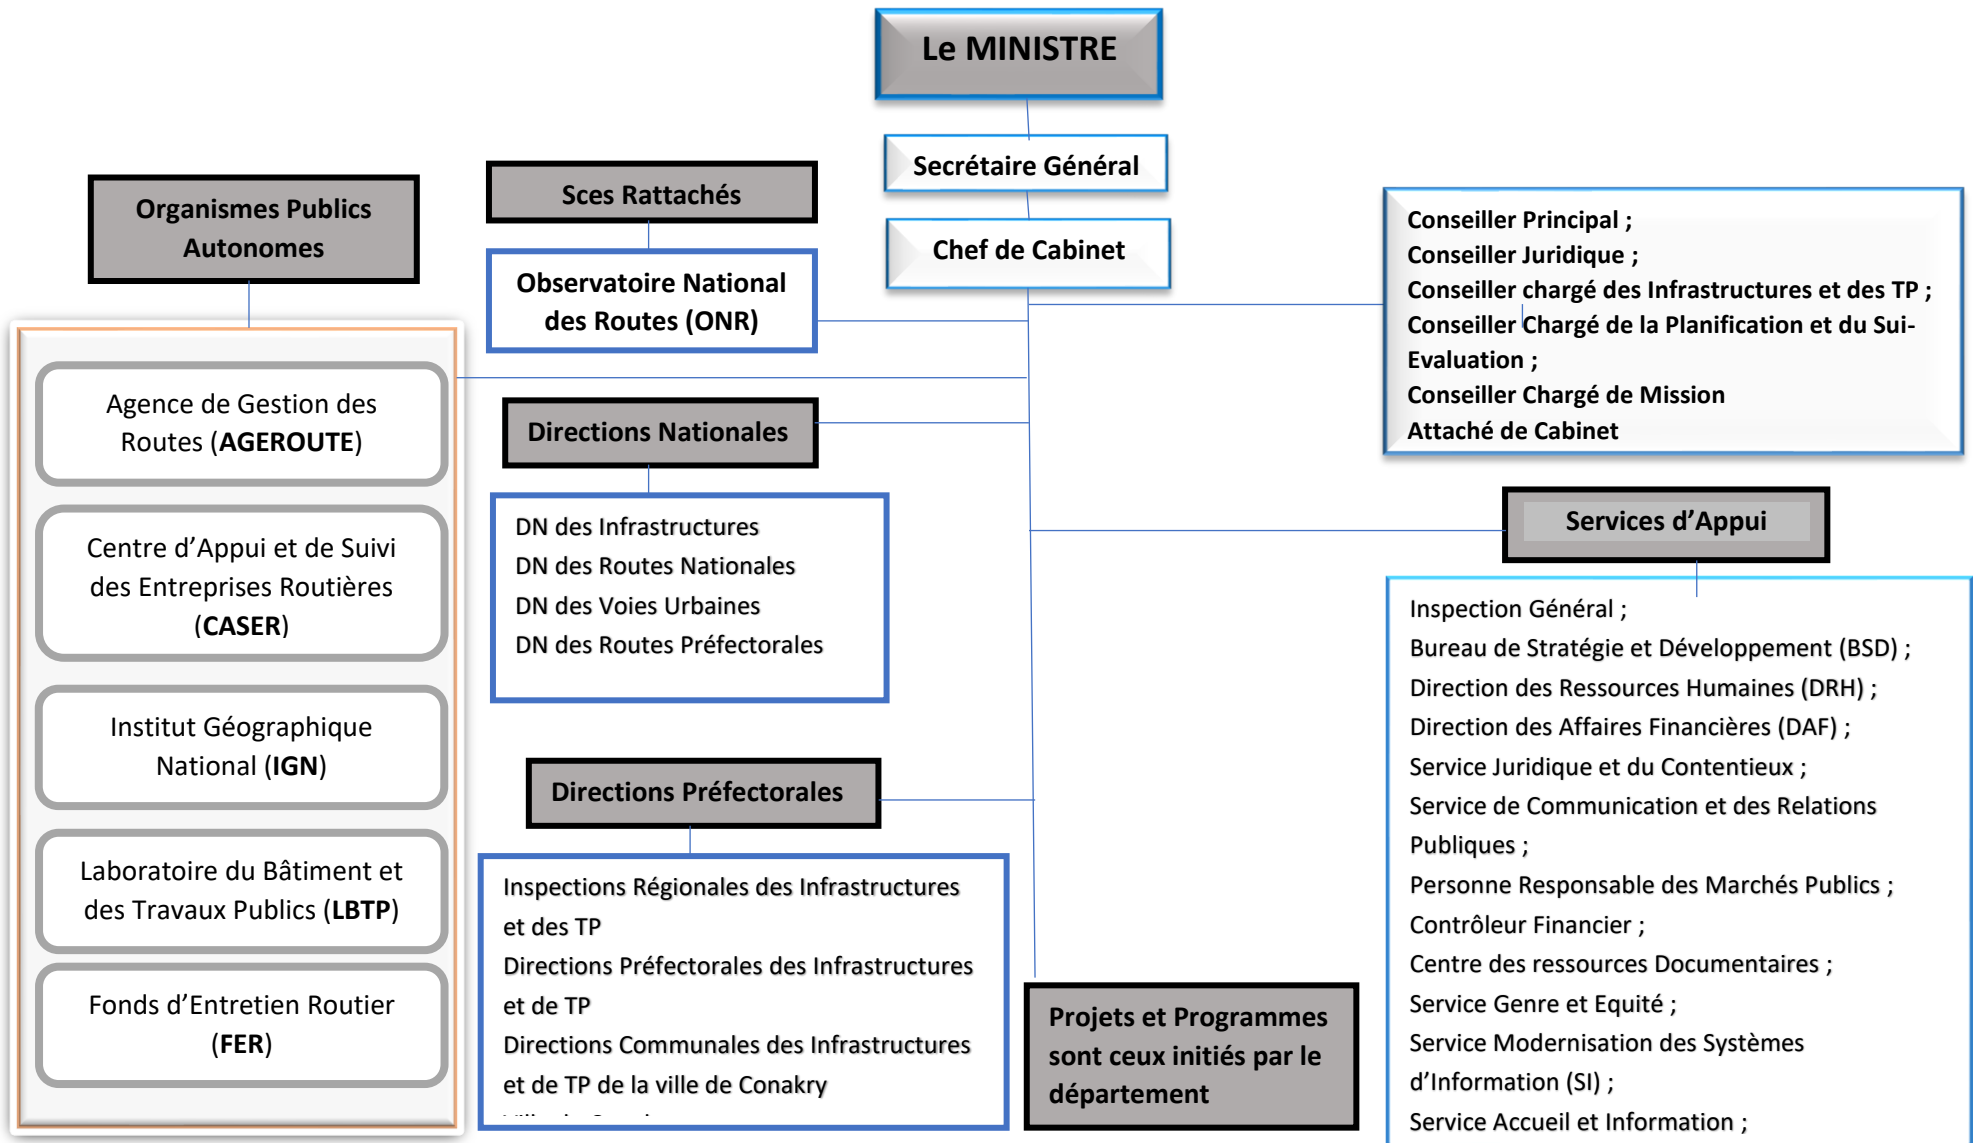 Le MINISTRE
Secrétaire Général
Chef de Cabinet
Organismes Publics
Autonomes
Agence de Gestion des
Routes (AGEROUTE)
Centre d’Appui et de Suivi
des Entreprises Routières
(CASER)
Institut Géographique
National (IGN)
Laboratoire du Bâtiment et
des Travaux Publics (LBTP)
Fonds d’Entretien Routier
(FER)
Sces Rattachés
Observatoire National
des Routes (ONR)
Directions Nationales
DN des Infrastructures
DN des Routes Nationales
DN des Voies Urbaines
DN des Routes Préfectorales
Directions Préfectorales
Inspections Régionales des Infrastructures
et des TP
Directions Préfectorales des Infrastructures
et de TP
Directions Communales des Infrastructures
et de TP de la ville de Conakry
Projets et Programmes
sont ceux initiés par le
département
Conseiller Principal ;
Conseiller Juridique ;
Conseiller chargé des Infrastructures et des TP ;
Conseiller Chargé de la Planification et du Sui-
Evaluation ;
Conseiller Chargé de Mission
Attaché de Cabinet
Services d’Appui
Inspection Général ;
Bureau de Stratégie et Développement (BSD) ;
Direction des Ressources Humaines (DRH) ;
Direction des Affaires Financières (DAF) ;
Service Juridique et du Contentieux ;
Service de Communication et des Relations
Publiques ;
Personne Responsable des Marchés Publics ;
Contrôleur Financier ;
Centre des ressources Documentaires ;
Service Genre et Equité ;
Service Modernisation des Systèmes
d’Information (SI) ;
Service Accueil et Information ;